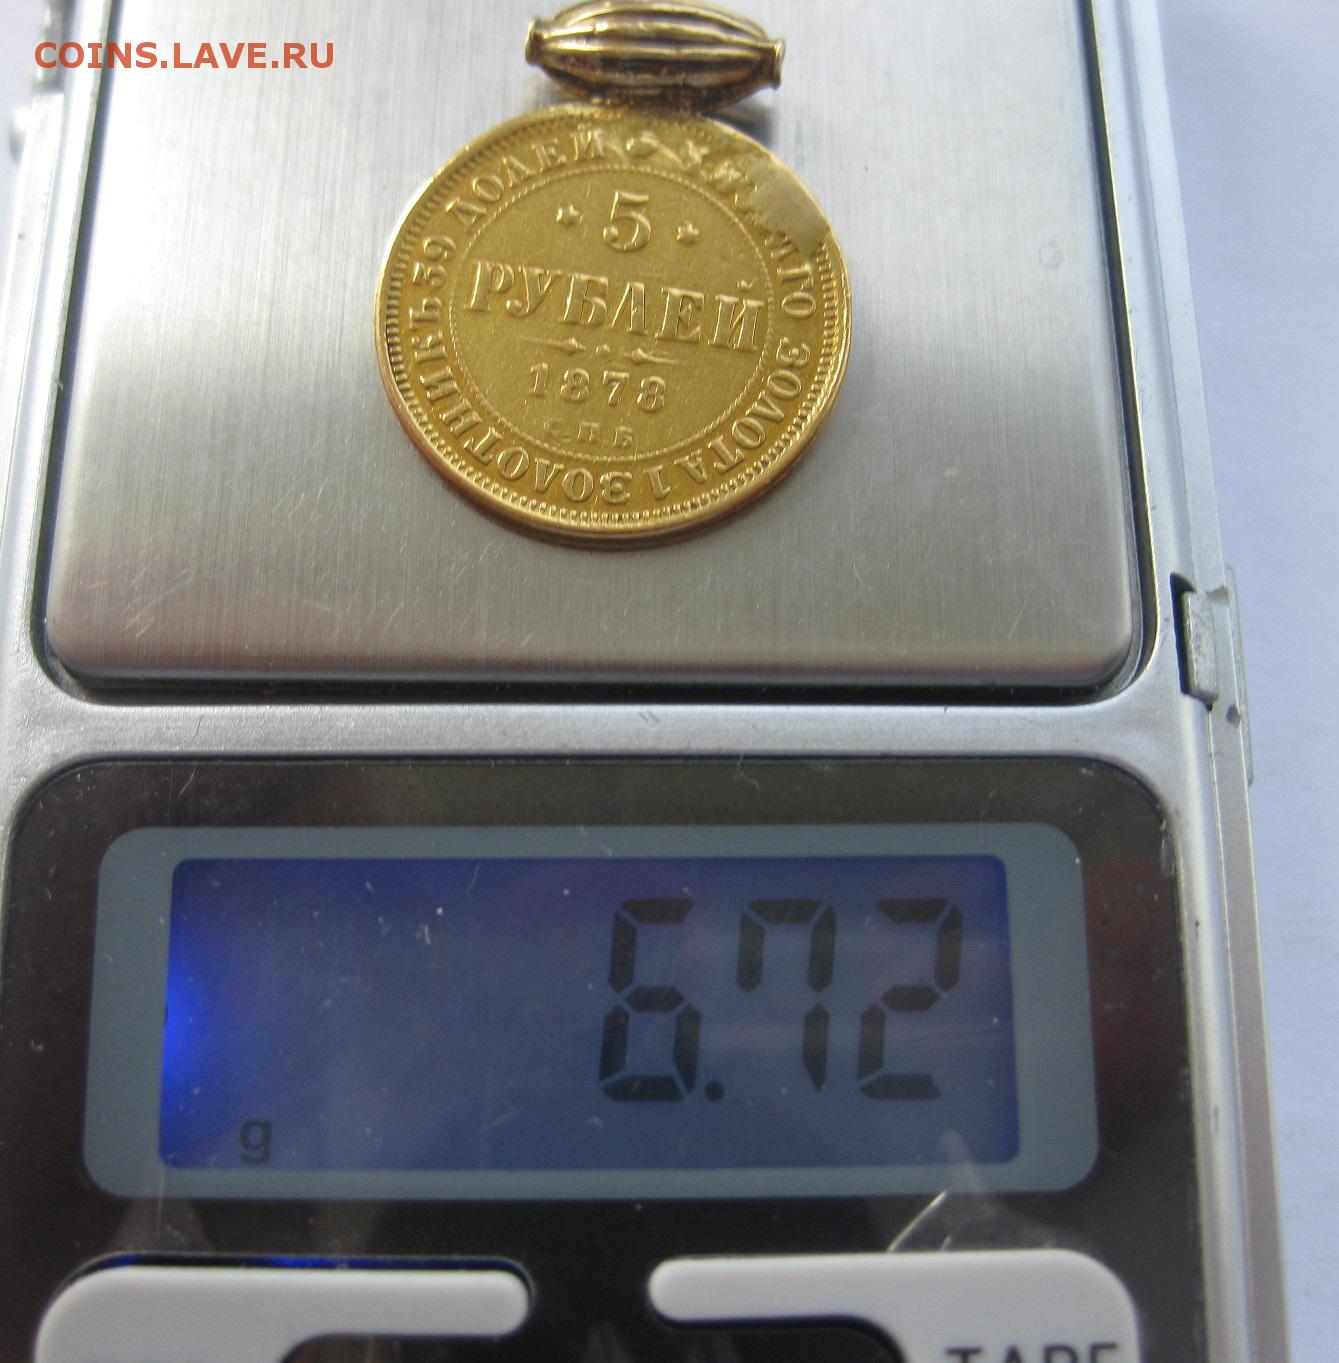 COINS.LAVE.RU
5
РУБЛЕЙ
1878
СПБ
ЗОЛОТА 1 ЗОЛОТНИКЪ 39 ДОЛЕЙ
6.72
g
TARE